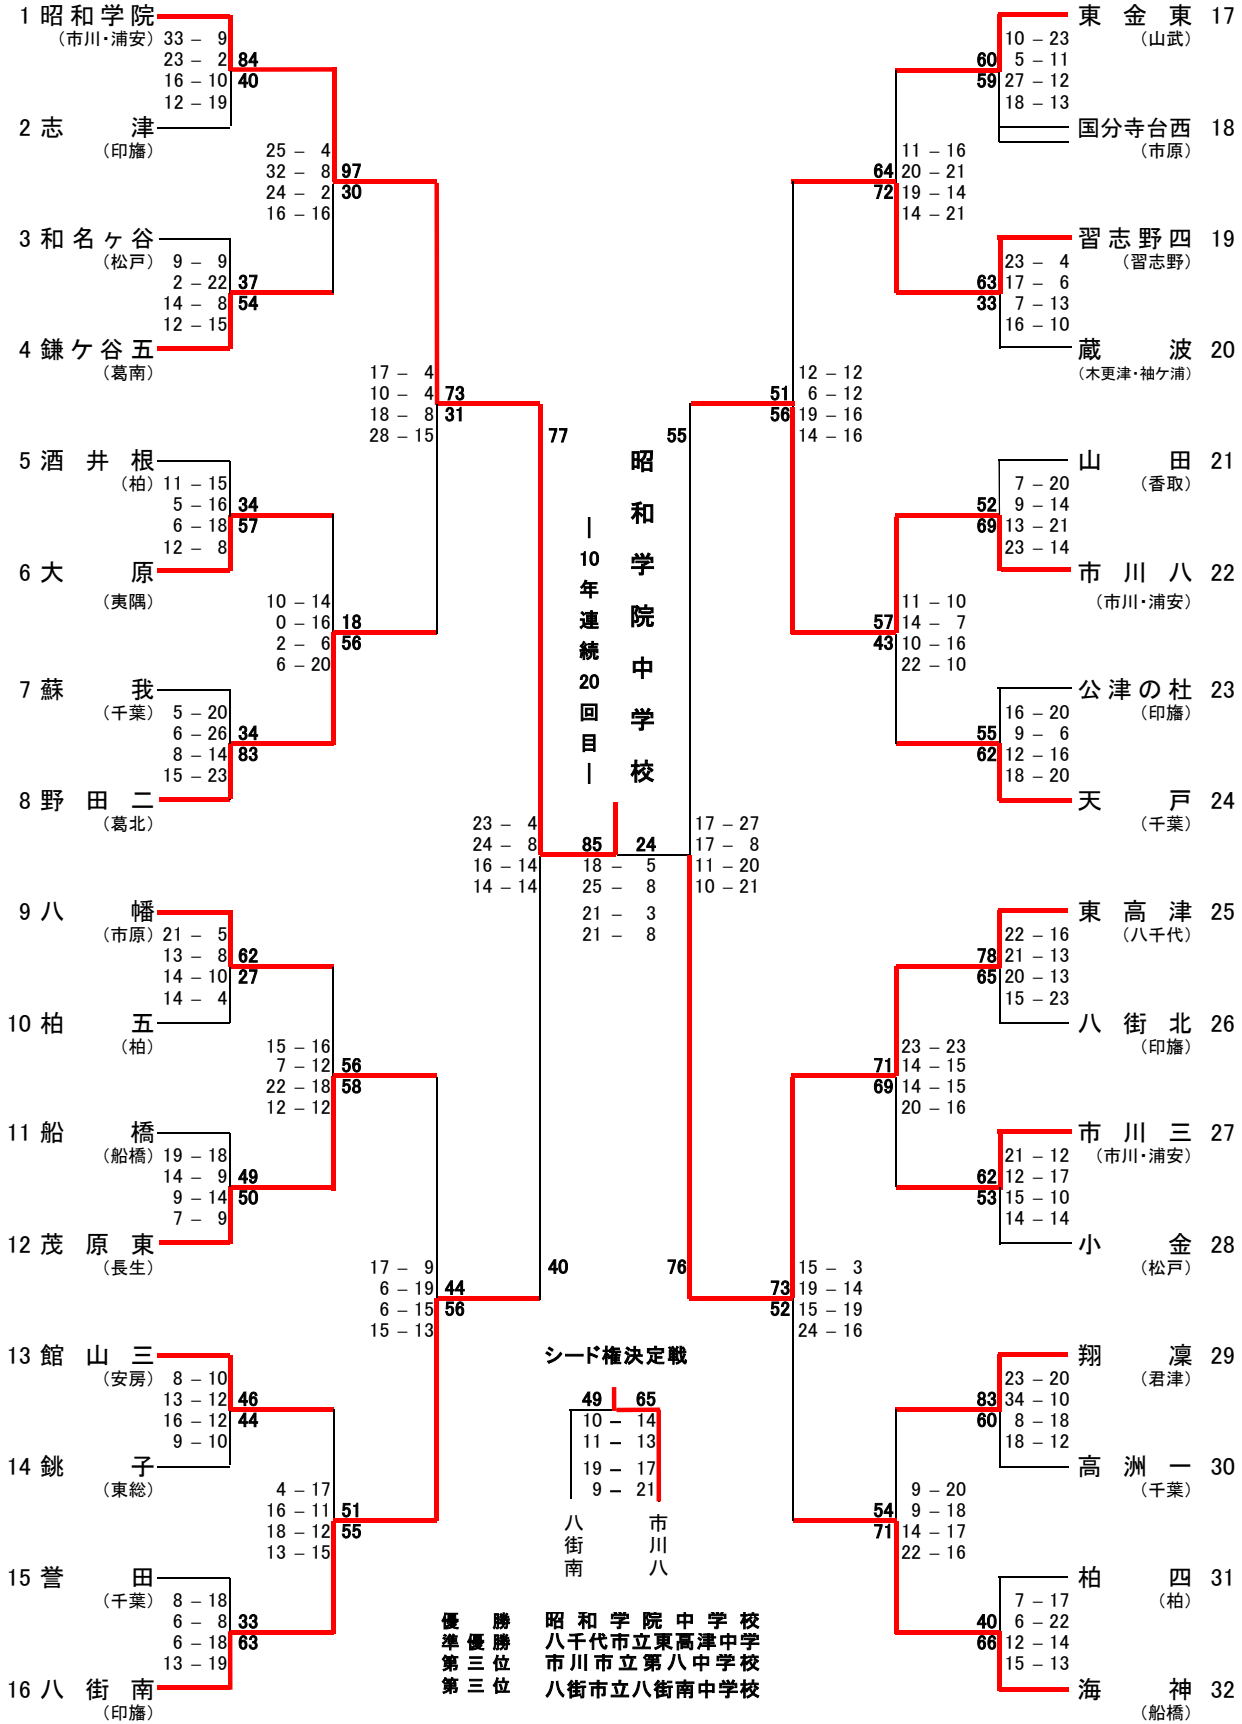 1 昭和学院
(市川・浦安)
33 – 9
23 – 2
16 – 10
12 – 19
84
40
2 志津
(印旛)
25 – 4
32 – 8
24 – 2
16 – 16
97
30
3 和名ヶ谷
(松戸)
9 – 9
2 – 22
14 – 8
12 – 15
37
54
4 鎌ケ谷五
(葛南)
17 – 4
10 – 4
18 – 8
28 – 15
73
31
5 酒井根
(柏)
11 – 15
5 – 16
6 – 18
12 – 8
34
57
6 大原
(夷隅)
10 – 14
0 – 16
2 – 6
6 – 20
18
56
7 蘇我
(千葉)
5 – 20
6 – 26
8 – 14
15 – 23
34
83
8 野田二
(葛北)
23 – 4
24 – 8
16 – 14
14 – 14
77
40
9 八幡
(市原)
21 – 5
13 – 8
14 – 10
14 – 4
62
27
10 柏五
(柏)
15 – 16
7 – 12
22 – 18
12 – 12
56
58
11 船橋
(船橋)
19 – 18
14 – 9
9 – 14
7 – 9
49
50
12 茂原東
(長生)
17 – 9
6 – 19
6 – 15
15 – 13
44
56
13 館山三
(安房)
8 – 10
13 – 12
16 – 12
9 – 10
46
44
14 銚子
(東総)
4 – 17
16 – 11
18 – 12
13 – 15
51
55
15 誉田
(千葉)
8 – 18
6 – 8
6 – 18
13 – 19
33
63
16 八街南
(印旛)
昭和学院中学校
|10年連続20回目|
85 24
18 – 5
25 – 8
21 – 3
21 – 8
東金東 17
(山武)
10 – 23
5 – 11
27 – 12
18 – 13
60
59
国分寺台西 18
(市原)
11 – 16
20 – 21
19 – 14
14 – 21
64
72
習志野四 19
(習志野)
23 – 4
17 – 6
7 – 13
16 – 10
63
33
蔵波 20
(木更津・袖ケ浦)
12 – 12
6 – 12
19 – 16
14 – 16
51
56
山田 21
(香取)
7 – 20
9 – 14
13 – 21
23 – 14
52
69
市川八 22
(市川・浦安)
11 – 10
14 – 7
10 – 16
22 – 10
57
43
公津の杜 23
(印旛)
16 – 20
9 – 6
12 – 16
18 – 20
55
62
天戸 24
(千葉)
17 – 27
17 – 8
11 – 20
10 – 21
55
76
東高津 25
(八千代)
22 – 16
21 – 13
20 – 13
15 – 23
78
65
八街北 26
(印旛)
23 – 23
14 – 15
14 – 15
20 – 16
71
69
市川三 27
(市川・浦安)
21 – 12
12 – 17
15 – 10
14 – 14
62
53
小金 28
(松戸)
15 – 3
19 – 14
15 – 19
24 – 16
73
52
翔凜 29
(君津)
23 – 20
34 – 10
8 – 18
18 – 12
83
60
高洲一 30
(千葉)
9 – 20
9 – 18
14 – 17
22 – 16
54
71
柏四 31
(柏)
7 – 17
6 – 22
12 – 14
15 – 13
40
66
海神 32
(船橋)
シード権決定戦
49 65
10 – 14
11 – 13
19 – 17
9 – 21
八街南
市川八
優勝 昭和学院中学校
準優勝 八千代市立東高津中学
第三位 市川市立第八中学校
第三位 八街市立八街南中学校